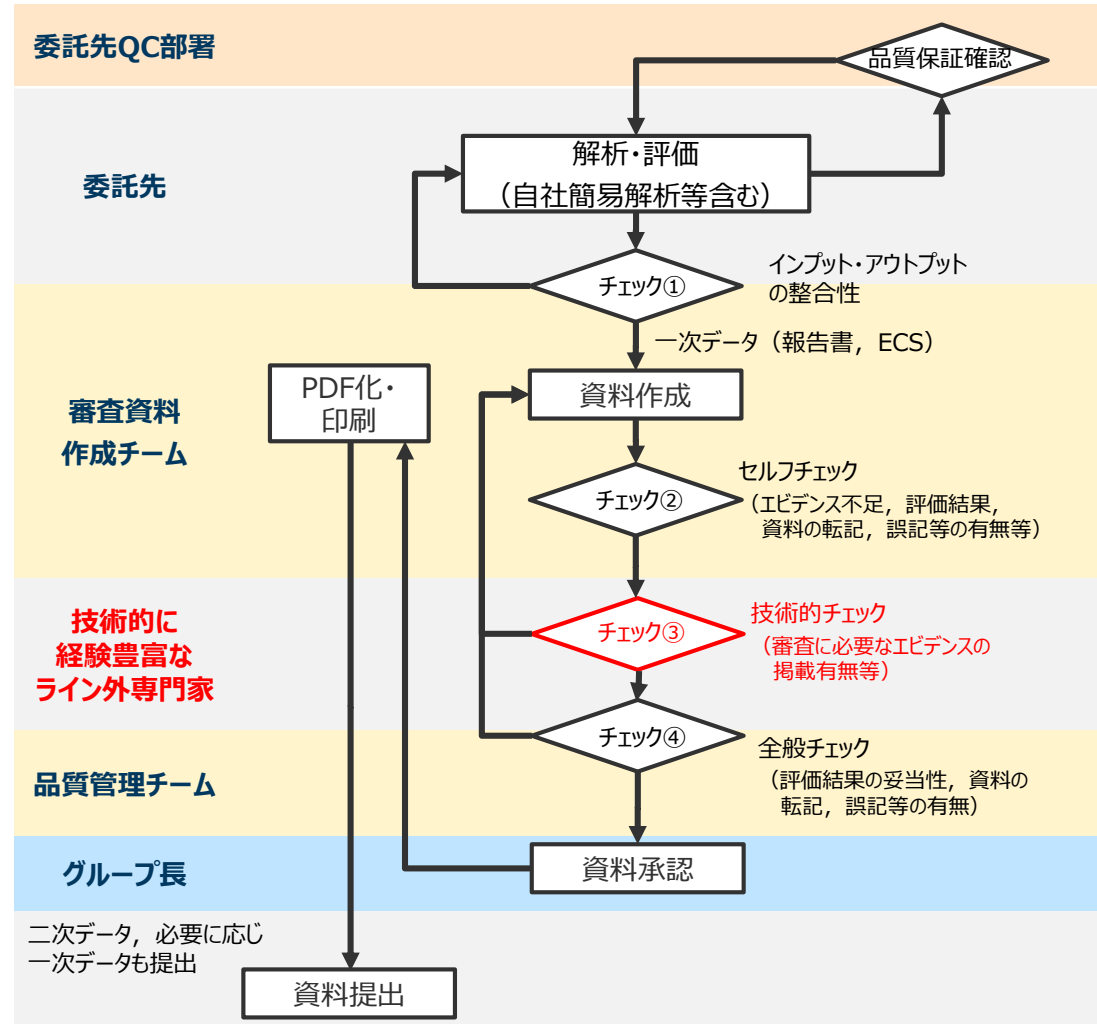 委託先QC部署
品質保証確認
委託先
解析・評価
（自社簡易解析等含む）
チェック①
インプット・アウトプット
の整合性
一次データ（報告書，ECS）
審査資料
作成チーム
PDF化・
印刷
資料作成
チェック②
セルフチェック
（エビデンス不足，評価結果，
資料の転記，誤記等の有無等）
技術的に
経験豊富な
ライン外専門家
チェック③
技術的チェック
（審査に必要なエビデンスの
掲載有無等）
チェック④
全般チェック
（評価結果の妥当性，資料の
転記，誤記等の有無）
品質管理チーム
グループ長
資料承認
二次データ，必要に応じ
一次データも提出
資料提出